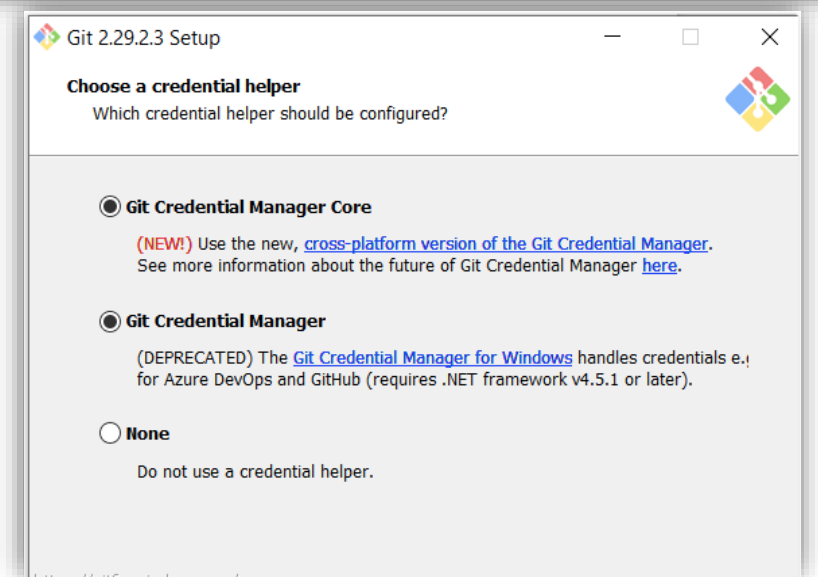 Git 2.29.2.3 Setup
Choose a credential helper
Which credential helper should be configured?
Git Credential Manager Core
(NEW!) Use the new, cross-platform version of the Git Credential Manager.
See more information about the future of Git Credential Manager here.
Git Credential Manager
(DEPRECATED) The Git Credential Manager for Windows handles credentials e.g
for Azure DevOps and GitHub (requires .NET framework v4.5.1 or later).
None
Do not use a credential helper.